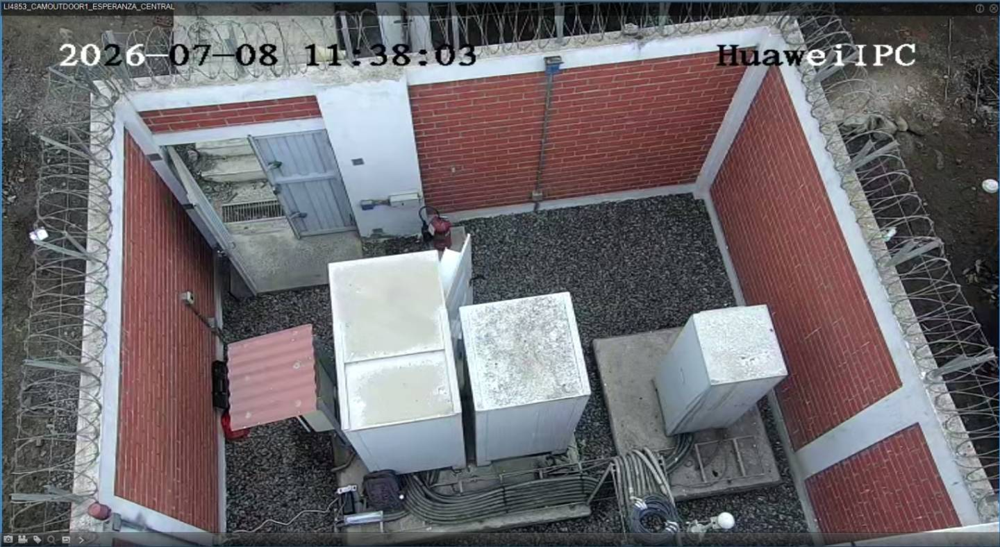 LI4853_CAMOUTDOOR1_ESPERANZA_CENTRAL
2026-07-08 11:38:03
HuaweiIPC